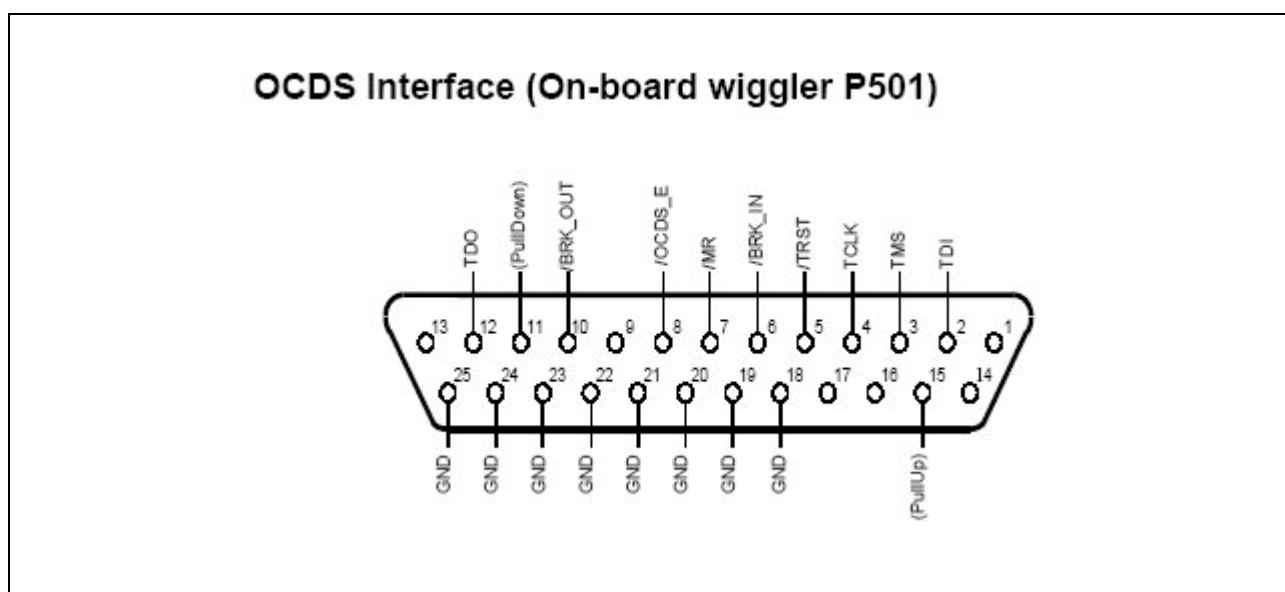 OCDS Interface (On-board wiggler P501)
TDO
(PullDown)
/BRK_OUT
/OCDS_E
/MR
/BRK_IN
/TRST
TCLK
TMS
TDI
13 12 11 10 9 8 7 6 5 4 3 2 1
25 24 23 22 21 20 19 18 17 16 15 14
GND
GND
GND
GND
GND
GND
GND
GND
(PullUp)